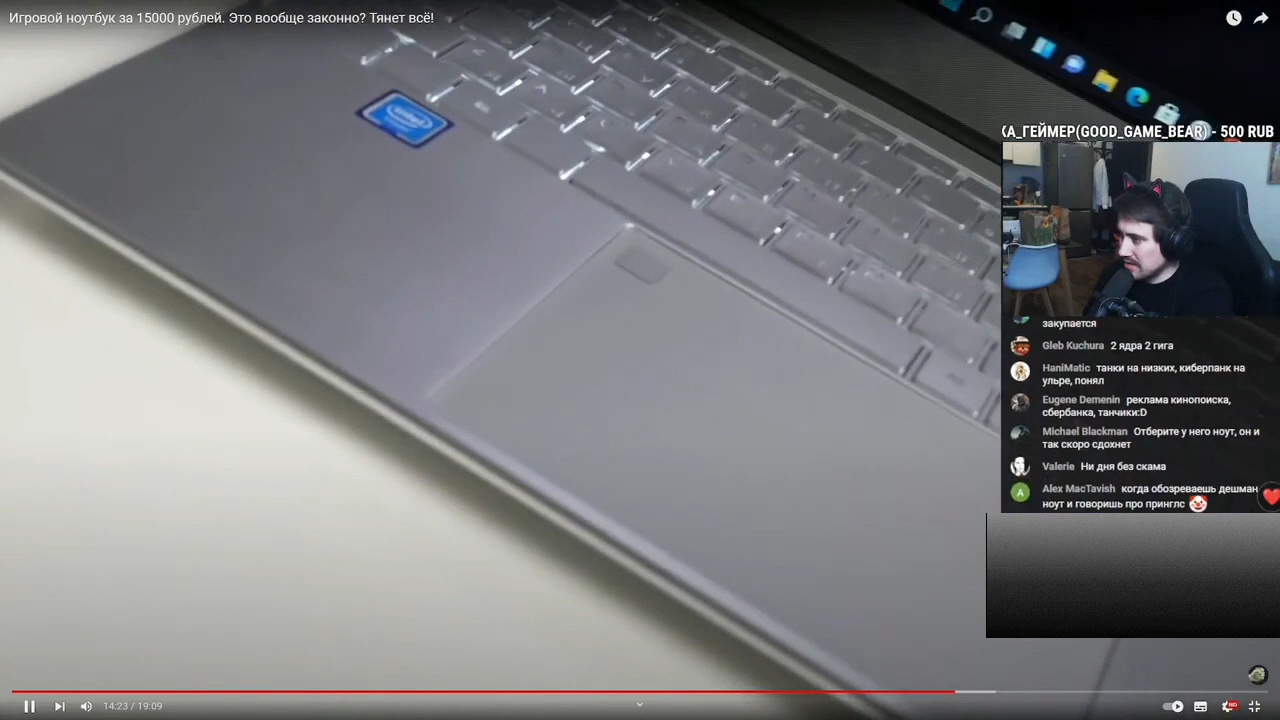 Игровой ноутбук за 15000 рублей. Это вообще законно? Тянет всё!
intel
ХА_ГЕЙМЕР(GOOD_GAME_BEAR) - 500 RUB
закупается
Gleb Kuchura 2 ядра 2 гига
HaniMatic танки на низких, киберпанк на
ульре, понял
Eugene Demenin реклама кинопоиска,
сбербанка, танчики:D
Michael Blackman Отберите у него ноут, он и
так скоро сдохнет
Valerie Ни дня без скама
A
Alex MacTavish когда обозреваешь дешман
ноут и говоришь про принглс
14:23 / 19:09
HD